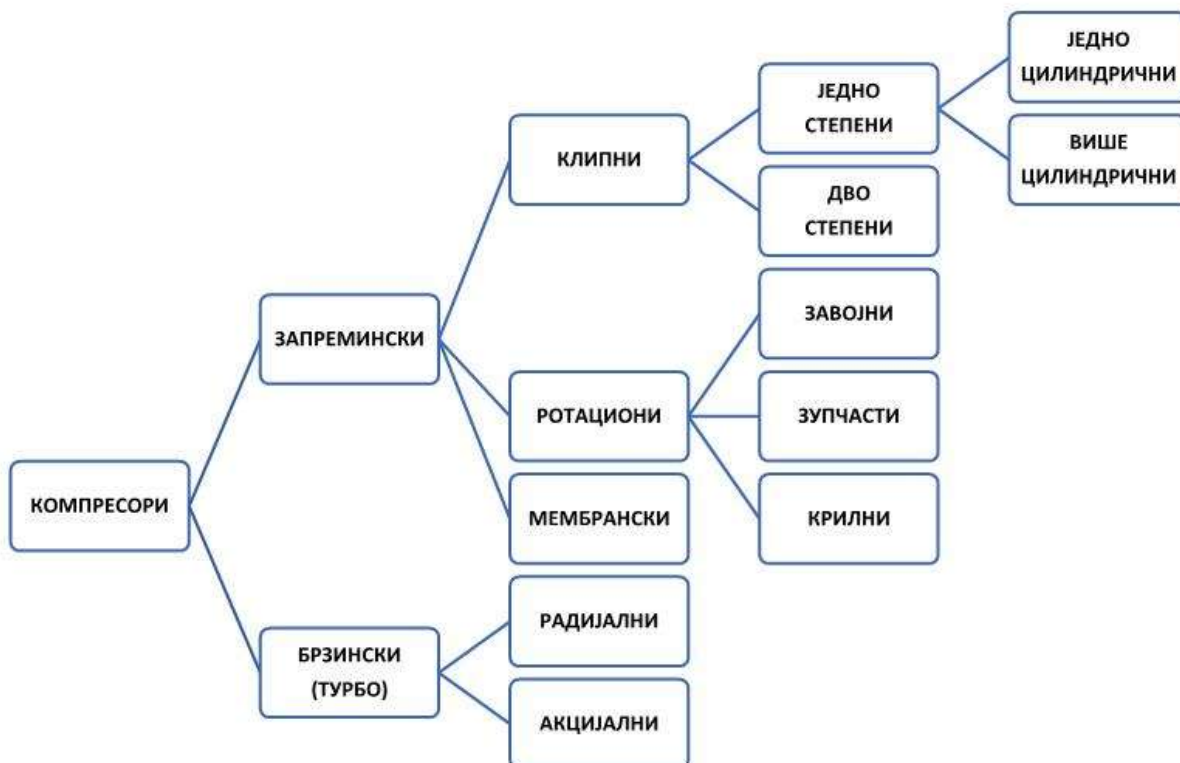 КОМПРЕСОРИ
ЗАПРЕМИНСКИ
КЛИПНИ
ЈЕДНО
СТЕПЕНИ
ЈЕДНО
ЦИЛИНДРИЧНИ
ВИШЕ
ЦИЛИНДРИЧНИ
ДВО
СТЕПЕНИ
РОТАЦИОНИ
ЗАВОЈНИ
ЗУПЧАСТИ
КРИЛНИ
МЕМБРАНСКИ
БРЗИНСКИ
(ТУРБО)
РАДИЈАЛНИ
АКЦИЈАЛНИ